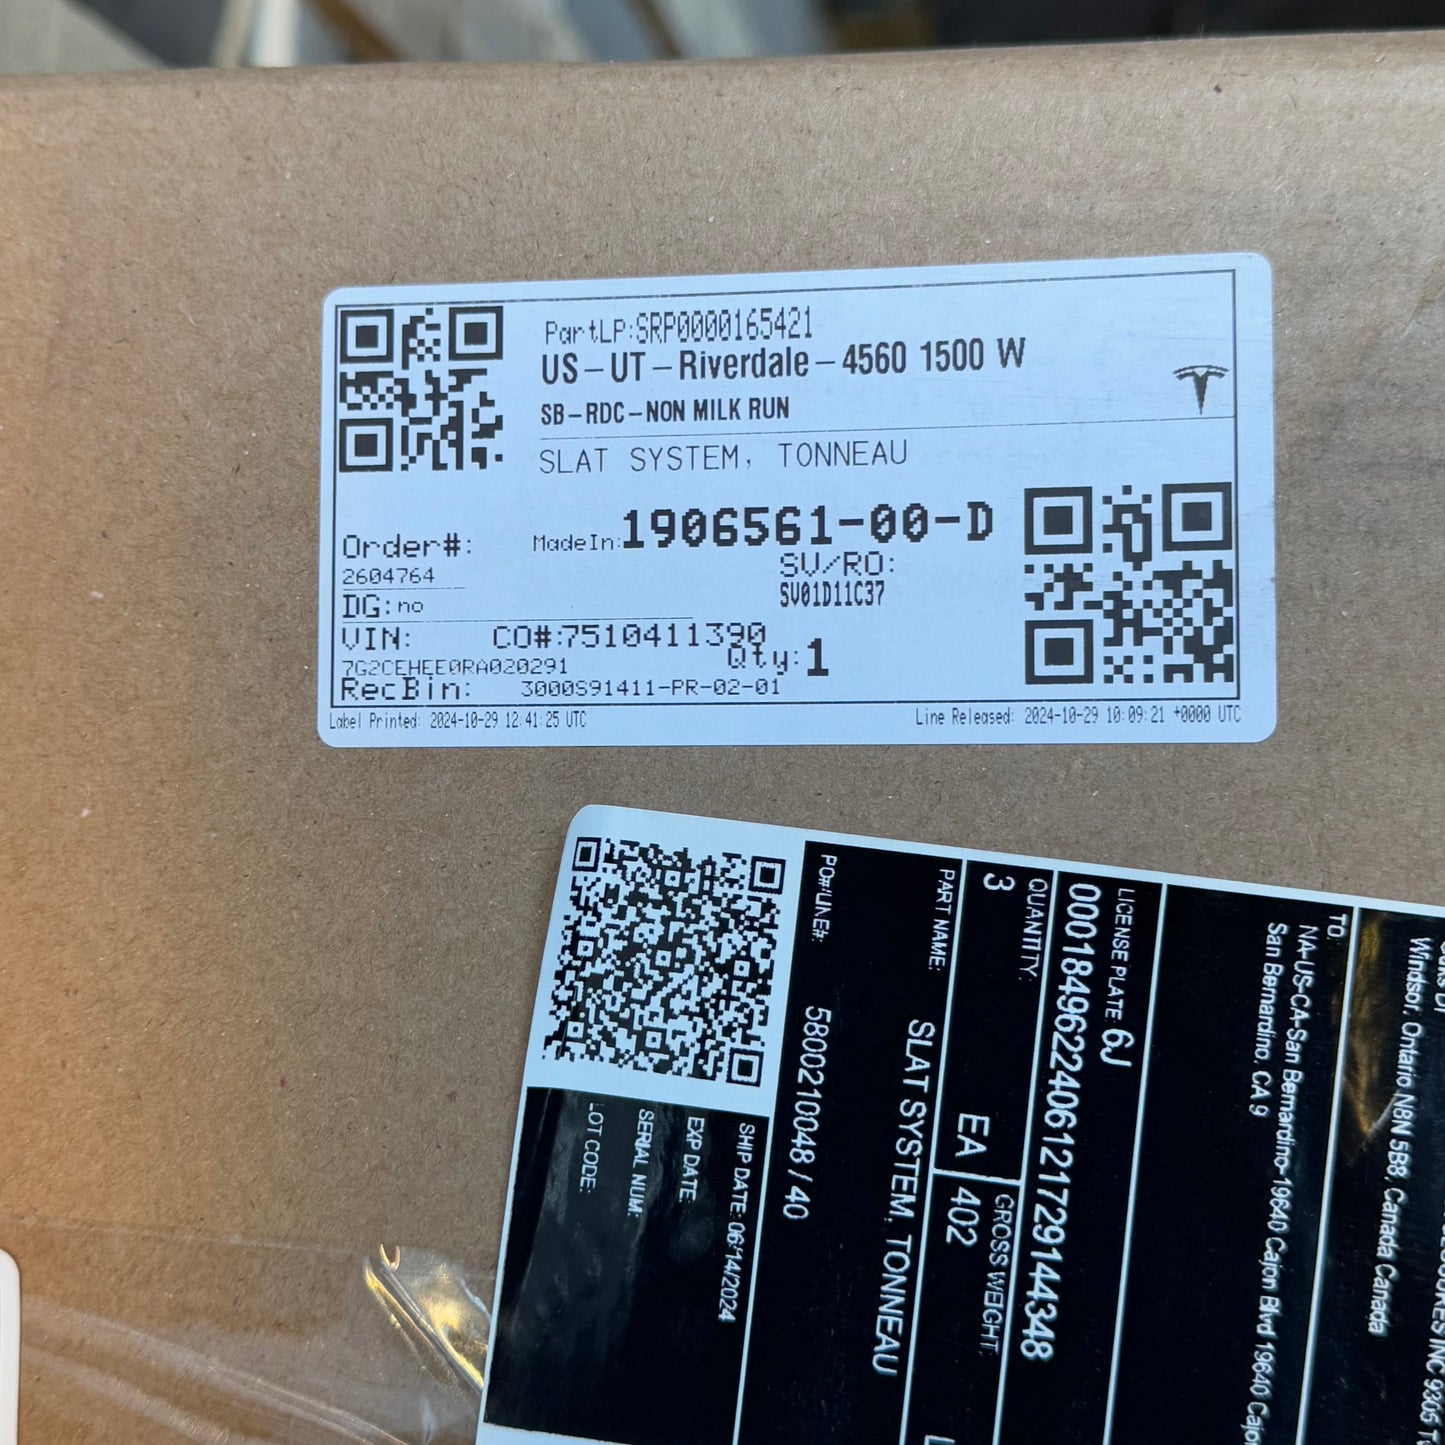 PartLP:SRP0000165421
US-UT-Riverdale-4560 1500 W
SB-RDC-NON MILK RUN
SLAT SYSTEM, TONNEAU
Order#:
2604764
MadeIn:1906561-00-D
SV/RO:
SV01D11C37
DG:no
VIN:
7G2CEHEE0RA020291
CO#:7510411390
Qty:1
RecBin: 3000S91411-PR-02-01
Label Printed: 2024-10-29 12:41:25 UTC
Line Released: 2024-10-29 10:09:21 +0000 UTC
Windsor, Ontario N8N 5B8, Canada Canada
TO:
NA-US-CA-San Bernardino-19640 Cajon Blvd 19640 Cajo
San Bernardino, CA 9
LICENSE PLATE: 6J
0001849622406121729144348
QUANTITY:
3 EA
GROSS WEIGHT:
402
PART NAME:
SLAT SYSTEM, TONNEAU
PO#/LINE#:
5800210048 / 40
SHIP DATE: 06/14/2024
EXP DATE:
SERIAL NUM:
LOT CODE: